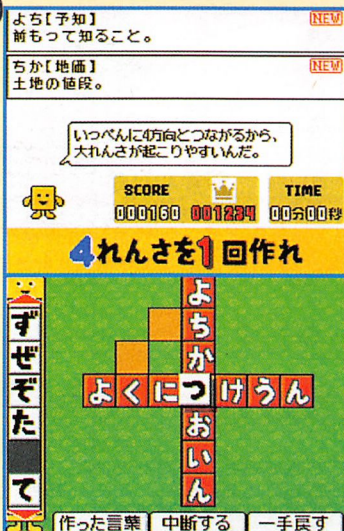 よち【予知】 NEW
前もって知ること。
ちか【地価】 NEW
土地の値段。
いっぺんに4方向とつながるから、
大れんさが起こりやすいんだ。
SCORE TIME
000160 001234 00分00秒
4れんさを1回作れ
ず
ぜ
ぞ
た
て
よ
ち
か
よくにつけうん
お
い
ん
作った言葉 中断する 一手戻す